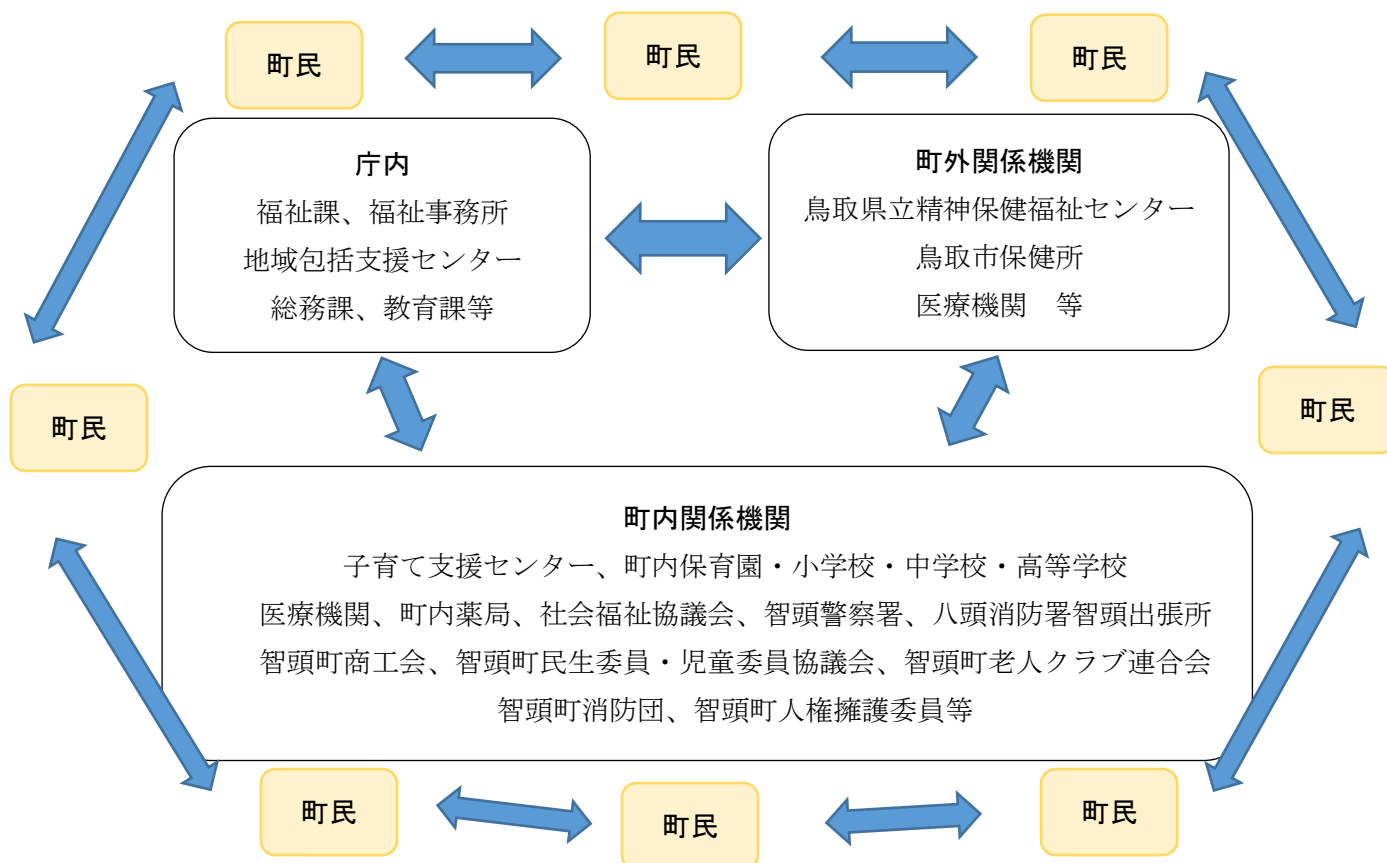 町民
町民
町民
庁内
福祉課、福祉事務所
地域包括支援センター
総務課、教育課等
町外関係機関
鳥取県立精神保健福祉センター
鳥取市保健所
医療機関　等
町民
町民
町内関係機関
子育て支援センター、町内保育園・小学校・中学校・高等学校
医療機関、町内薬局、社会福祉協議会、智頭警察署、八頭消防署智頭出張所
智頭町商工会、智頭町民生委員・児童委員協議会、智頭町老人クラブ連合会
智頭町消防団、智頭町人権擁護委員等
町民
町民
町民